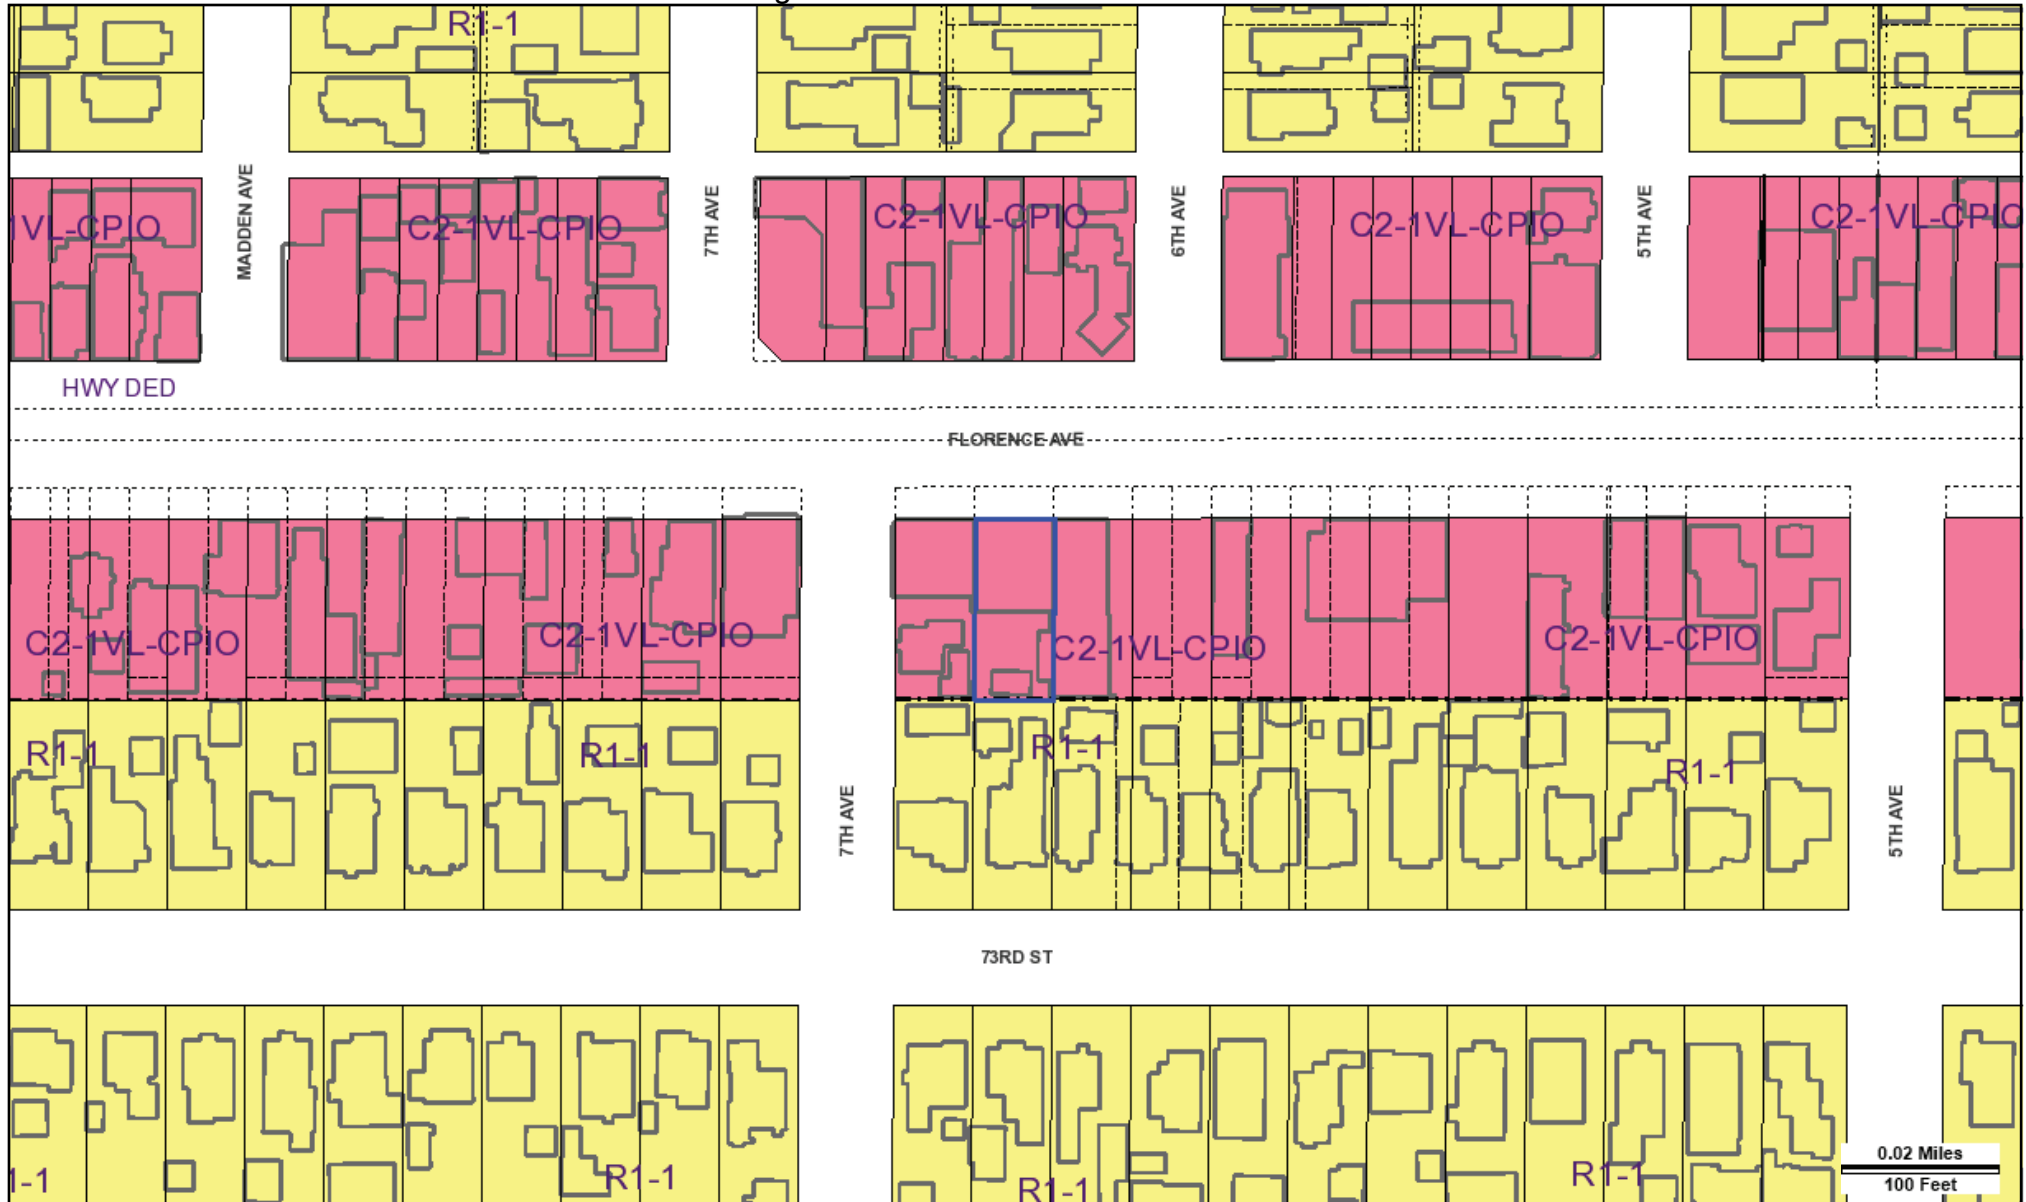 R1-1
MADDEN AVE
7TH AVE
6TH AVE
5TH AVE
1VL-CPIO
C2-1VL-CPIO
C2-1VL-CPIO
C2-1VL-CPIO
C2-1VL-CPIO
HWY DED
FLORENCE AVE
C2-1VL-CPIO
C2-1VL-CPIO
C2-1VL-CPIO
C2-1VL-CPIO
R1-1
R1-1
R1-1
R1-1
7TH AVE
5TH AVE
73RD ST
1-1
R1-1
R1-1
R1-1
0.02 Miles
100 Feet